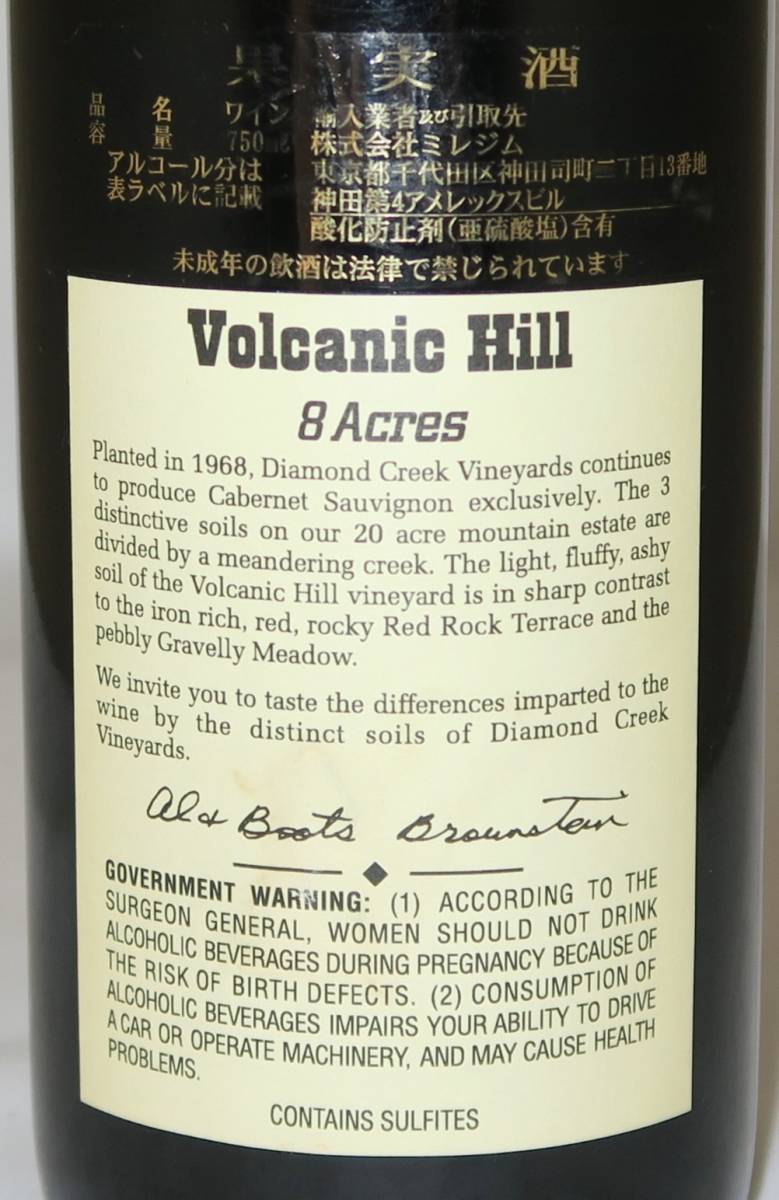 果実酒
品名 ワイン 輸入業者及び引取先
容量 750mℓ 株式会社ミレジム
アルコール分は 東京都千代田区神田司町二丁目13番地
表ラベルに記載 神田第4アメレックスビル
酸化防止剤(亜硫酸塩)含有
未成年の飲酒は法律で禁じられています
Volcanic Hill
8 Acres
Planted in 1968, Diamond Creek Vineyards continues
to produce Cabernet Sauvignon exclusively. The 3
distinctive soils on our 20 acre mountain estate are
divided by a meandering creek. The light, fluffy, ashy
soil of the Volcanic Hill vineyard is in sharp contrast
to the iron rich, red, rocky Red Rock Terrace and the
pebbly Gravelly Meadow.
We invite you to taste the differences imparted to the
wine by the distinct soils of Diamond Creek
Vineyards.
Al & Boots Brounstein
GOVERNMENT WARNING: (1) ACCORDING TO THE
SURGEON GENERAL, WOMEN SHOULD NOT DRINK
ALCOHOLIC BEVERAGES DURING PREGNANCY BECAUSE OF
THE RISK OF BIRTH DEFECTS. (2) CONSUMPTION OF
ALCOHOLIC BEVERAGES IMPAIRS YOUR ABILITY TO DRIVE
A CAR OR OPERATE MACHINERY, AND MAY CAUSE HEALTH
PROBLEMS.
CONTAINS SULFITES